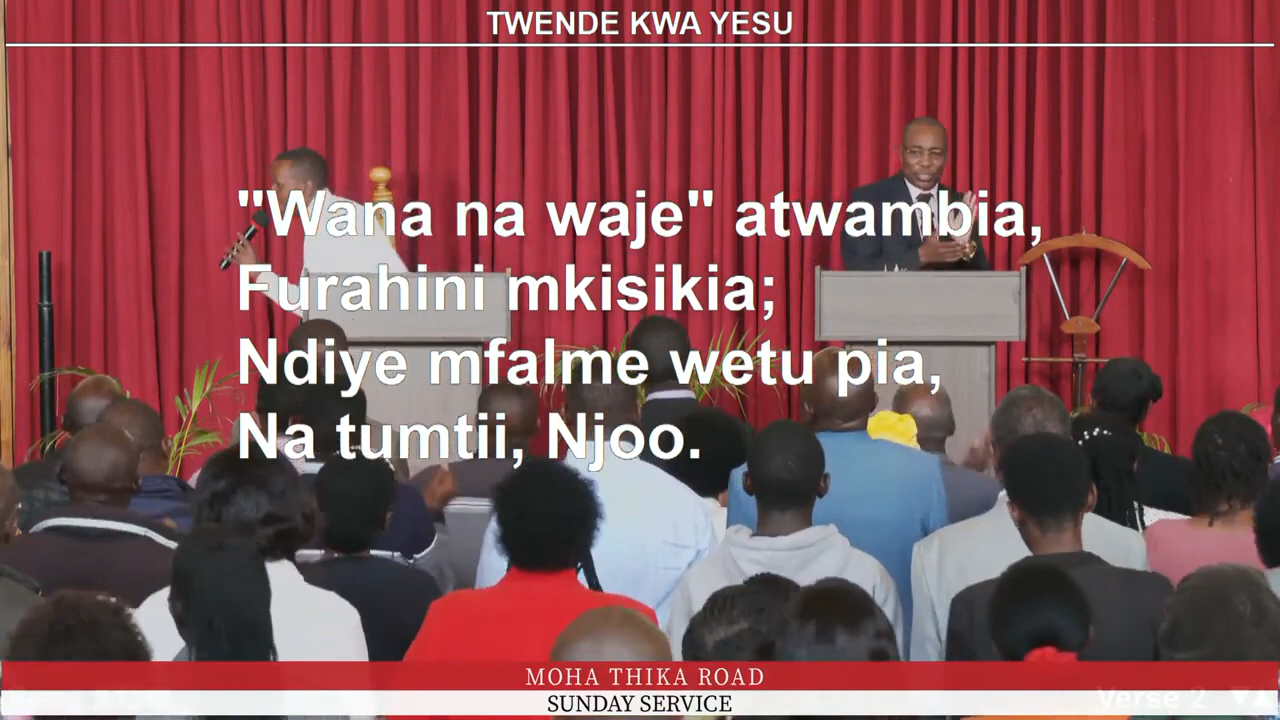 TWENDE KWA YESU
"Wana na waje" atwambia,
Furahini mkisikia;
Ndiye mfalme wetu pia,
Na tumtii, Njoo.
MOHA THIKA ROAD
SUNDAY SERVICE
Verse 2